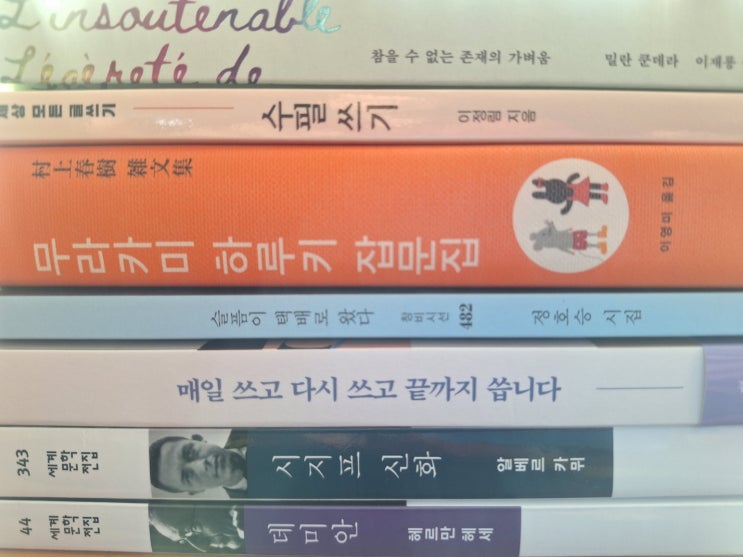 L'insoutenable
Légèreté de
참을 수 없는 존재의 가벼움 밀란 쿤데라 이재룡
세상 모든 글쓰기 수필 쓰기 이정림 지음
村上春樹 雜文集
무라카미 하루키 잡문집 이영미 옮김
슬픔이 택배로 왔다 창비시선 482 정호승 시집
매일 쓰고 다시 쓰고 끝까지 씁니다
343 세계문학전집 시지프 신화 알베르 카뮈
44 세계문학전집 데미안 헤르만 헤세